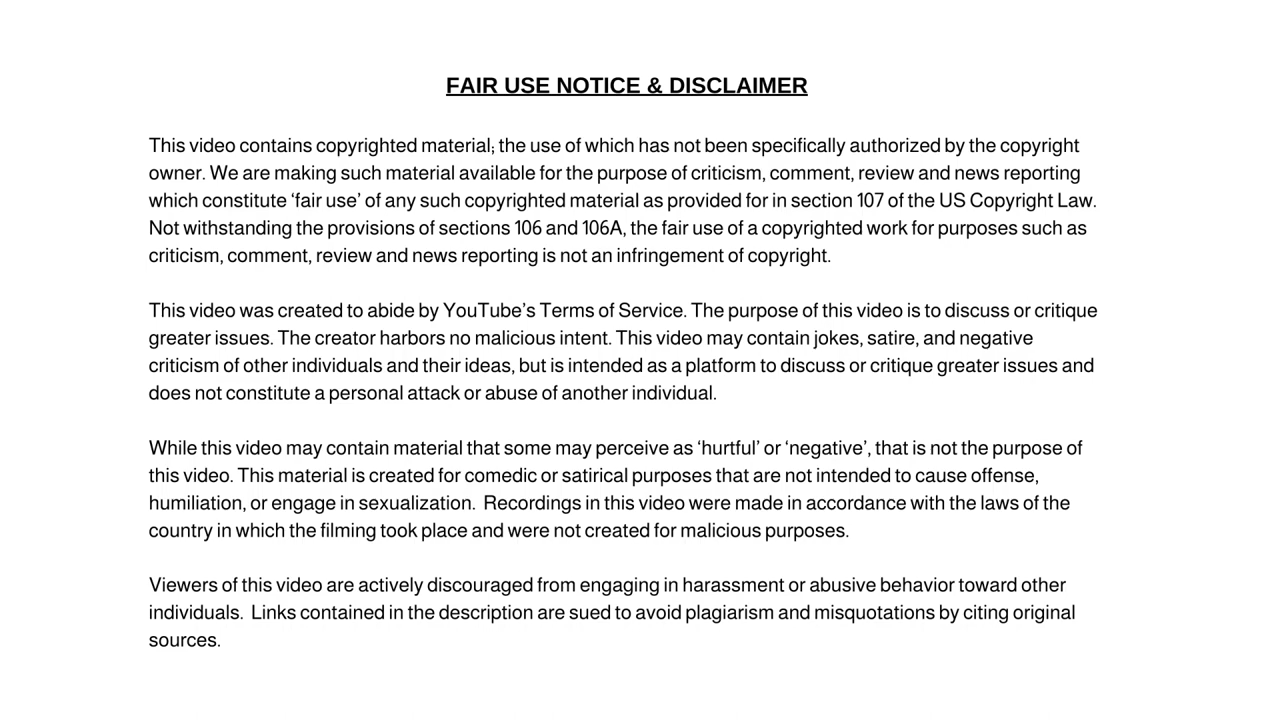 FAIR USE NOTICE & DISCLAIMER
This video contains copyrighted material; the use of which has not been specifically authorized by the copyright
owner. We are making such material available for the purpose of criticism, comment, review and news reporting
which constitute ‘fair use’ of any such copyrighted material as provided for in section 107 of the US Copyright Law.
Not withstanding the provisions of sections 106 and 106A, the fair use of a copyrighted work for purposes such as
criticism, comment, review and news reporting is not an infringement of copyright.
This video was created to abide by YouTube’s Terms of Service. The purpose of this video is to discuss or critique
greater issues. The creator harbors no malicious intent. This video may contain jokes, satire, and negative
criticism of other individuals and their ideas, but is intended as a platform to discuss or critique greater issues and
does not constitute a personal attack or abuse of another individual.
While this video may contain material that some may perceive as ‘hurtful’ or ‘negative’, that is not the purpose of
this video. This material is created for comedic or satirical purposes that are not intended to cause offense,
humiliation, or engage in sexualization.  Recordings in this video were made in accordance with the laws of the
country in which the filming took place and were not created for malicious purposes.
Viewers of this video are actively discouraged from engaging in harassment or abusive behavior toward other
individuals.  Links contained in the description are sued to avoid plagiarism and misquotations by citing original
sources.